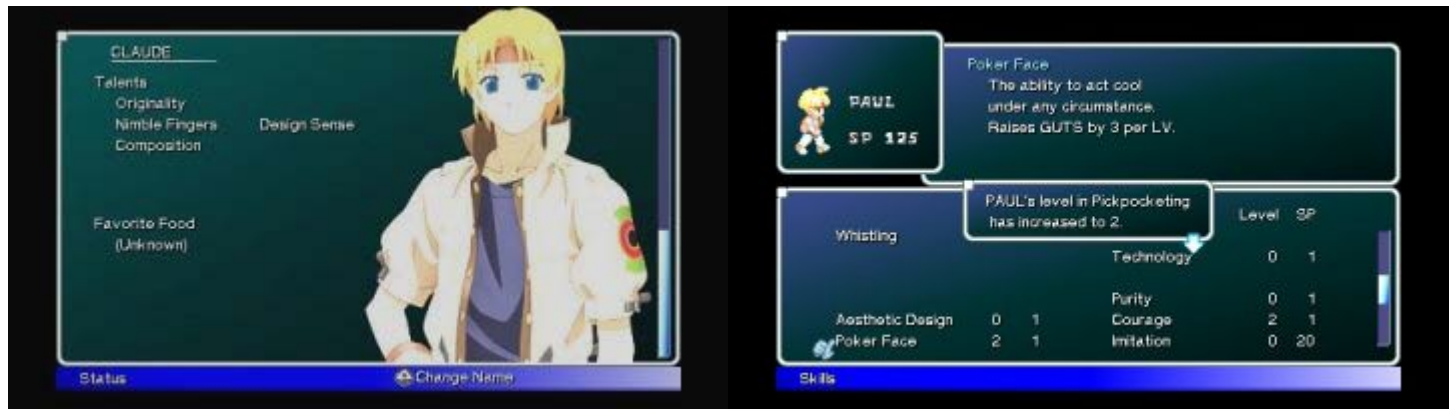 CLAUDE
Talents
Originality
Nimble Fingers Design Sense
Composition
Favorite Food
(Unknown)
Status Change Name
PAUL
SP 125
Poker Face
The ability to act cool
under any circumstance.
Raises GUTS by 3 per LV.
PAUL's level in Pickpocketing
has increased to 2.
Level SP
Whistling
Technology 0 1
Purity 0 1
Aesthetic Design 0 1 Courage 2 1
Poker Face 2 1 Imitation 0 20
Skills